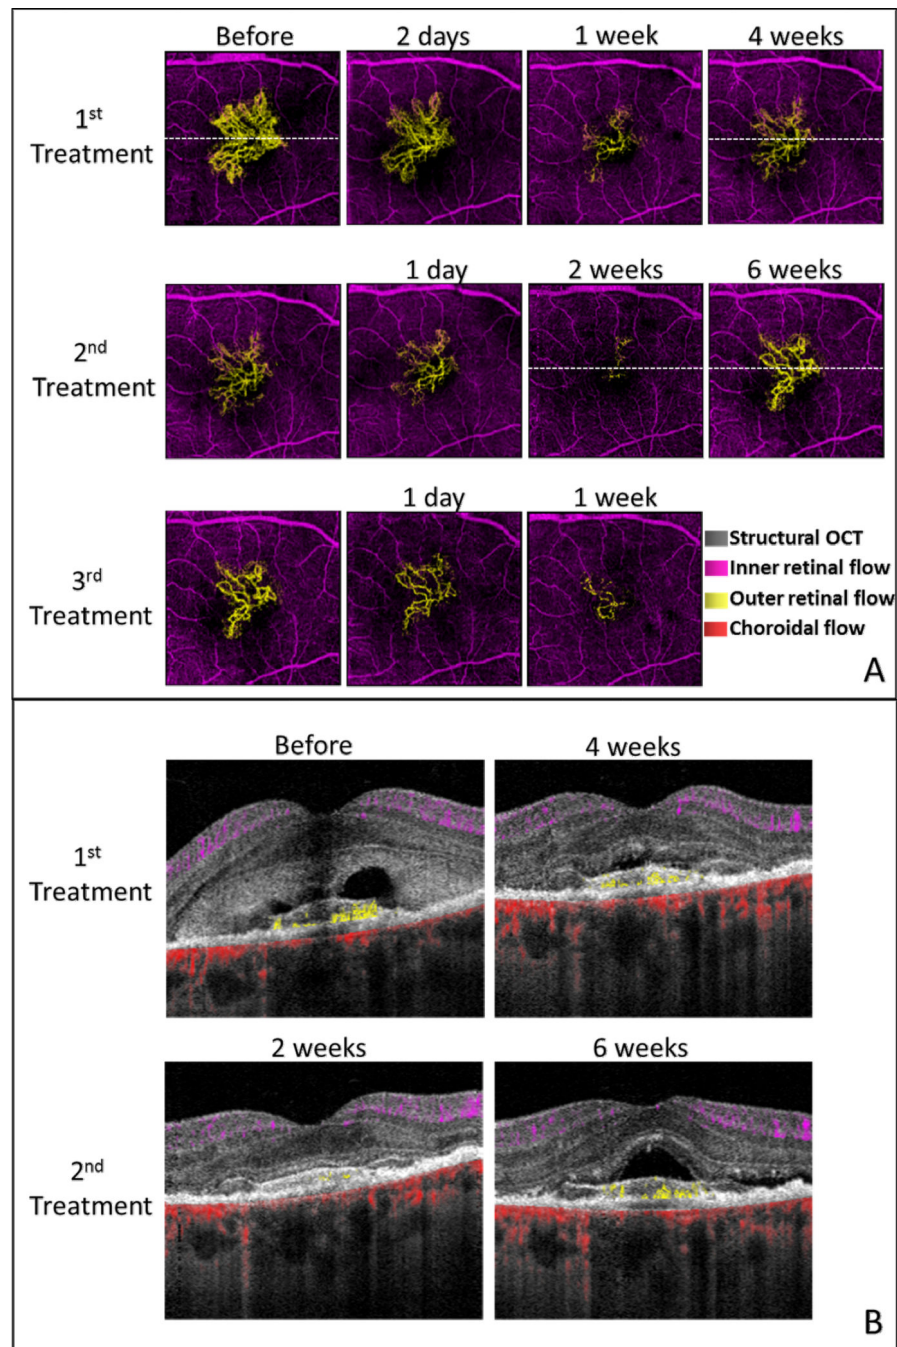 Before 2 days 1 week 4 weeks
1st
Treatment
1 day 2 weeks 6 weeks
2nd
Treatment
1 day 1 week
3rd
Treatment
Structural OCT
Inner retinal flow
Outer retinal flow
Choroidal flow
A
Before 4 weeks
1st
Treatment
2 weeks 6 weeks
2nd
Treatment
B